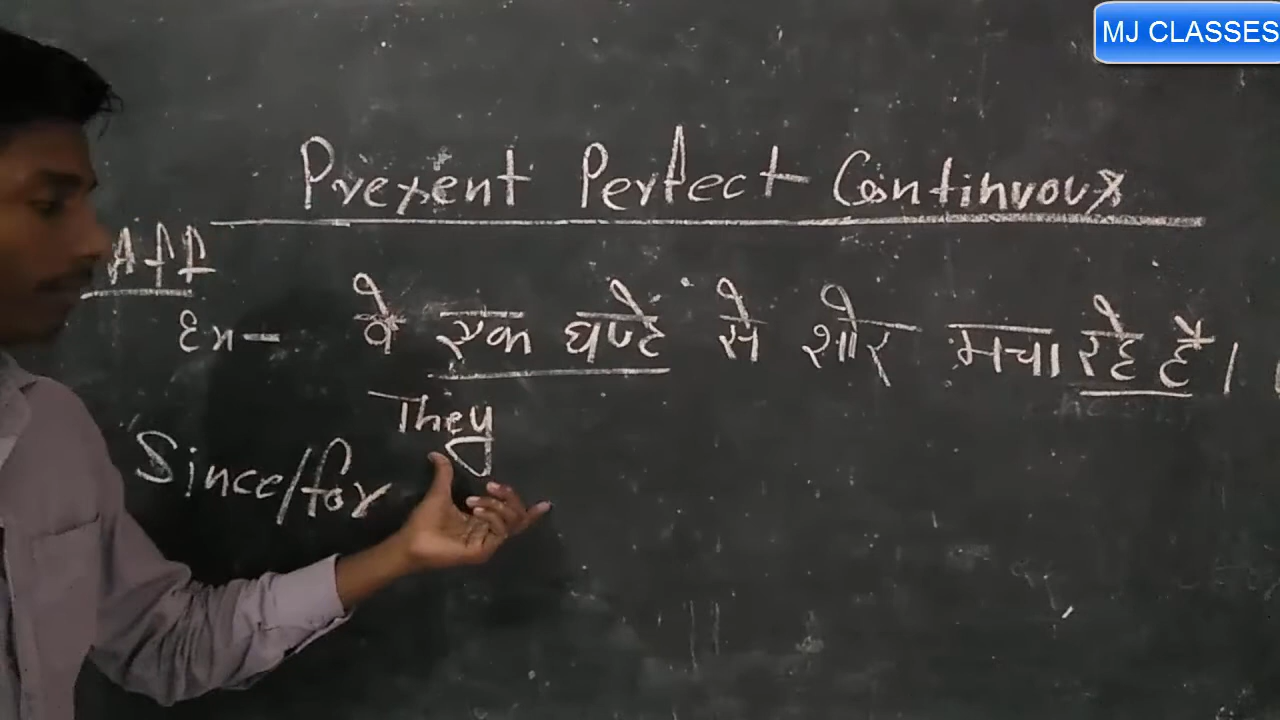 MJ CLASSES
Present Perfect Continuous
Aff
Ex- वे एक घण्टे से शोर मचा रहे हैं।
They
Since/for